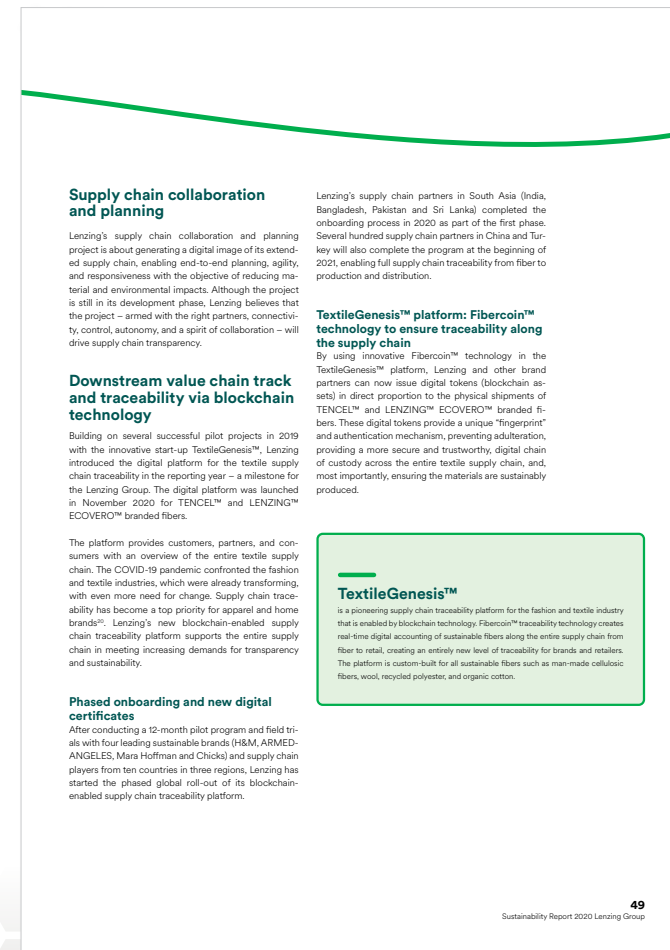 Supply chain collaboration
and planning
Lenzing's supply chain collaboration and planning
project is about generating a digital image of its extend-
ed supply chain, enabling end-to-end planning, agility,
and responsiveness with the objective of reducing ma-
terial and environmental impacts. Although the project
is still in its development phase, Lenzing believes that
the project – armed with the right partners, connectivi-
ty, control, autonomy, and a spirit of collaboration – will
drive supply chain transparency.
Downstream value chain track
and traceability via blockchain
technology
Building on several successful pilot projects in 2019
with the innovative start-up TextileGenesis™, Lenzing
introduced the digital platform for the textile supply
chain traceability in the reporting year – a milestone for
the Lenzing Group. The digital platform was launched
in November 2020 for TENCEL™ and LENZING™
ECOVERO™ branded fibers.
The platform provides customers, partners, and con-
sumers with an overview of the entire textile supply
chain. The COVID-19 pandemic confronted the fashion
and textile industries, which were already transforming,
with even more need for change. Supply chain trace-
ability has become a top priority for apparel and home
brands²⁰. Lenzing's new blockchain-enabled supply
chain traceability platform supports the entire supply
chain in meeting increasing demands for transparency
and sustainability.
Phased onboarding and new digital
certificates
After conducting a 12-month pilot program and field tri-
als with four leading sustainable brands (H&M, ARMED-
ANGELES, Mara Hoffman and Chicks) and supply chain
players from ten countries in three regions, Lenzing has
started the phased global roll-out of its blockchain-
enabled supply chain traceability platform.
Lenzing's supply chain partners in South Asia (India,
Bangladesh, Pakistan and Sri Lanka) completed the
onboarding process in 2020 as part of the first phase.
Several hundred supply chain partners in China and Tur-
key will also complete the program at the beginning of
2021, enabling full supply chain traceability from fiber to
production and distribution.
TextileGenesis™ platform: Fibercoin™
technology to ensure traceability along
the supply chain
By using innovative Fibercoin™ technology in the
TextileGenesis™ platform, Lenzing and other brand
partners can now issue digital tokens (blockchain as-
sets) in direct proportion to the physical shipments of
TENCEL™ and LENZING™ ECOVERO™ branded fi-
bers. These digital tokens provide a unique "fingerprint"
and authentication mechanism, preventing adulteration,
providing a more secure and trustworthy, digital chain
of custody across the entire textile supply chain, and,
most importantly, ensuring the materials are sustainably
produced.
TextileGenesis™
is a pioneering supply chain traceability platform for the fashion and textile industry
that is enabled by blockchain technology. Fibercoin™ traceability technology creates
real-time digital accounting of sustainable fibers along the entire supply chain from
fiber to retail, creating an entirely new level of traceability for brands and retailers.
The platform is custom-built for all sustainable fibers such as man-made cellulosic
fibers, wool, recycled polyester, and organic cotton.
49
Sustainability Report 2020 Lenzing Group